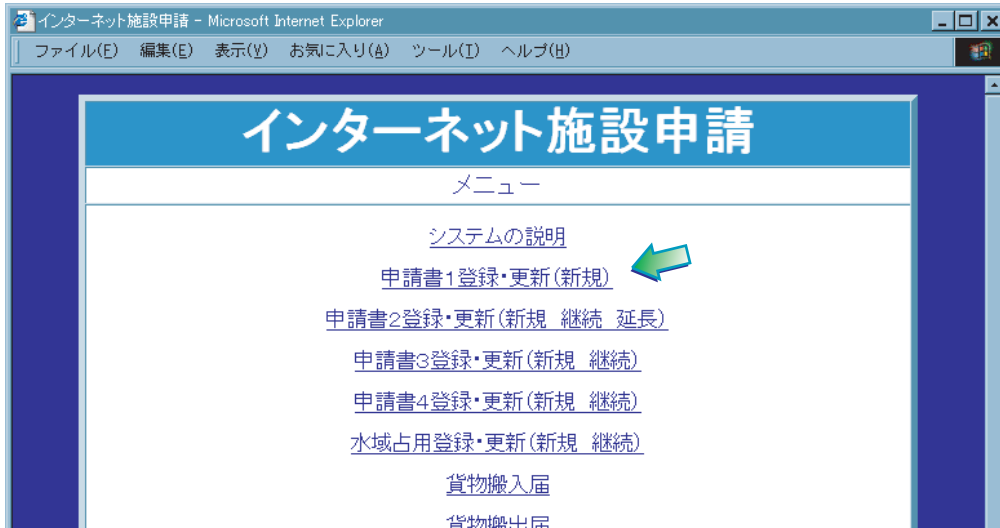 インターネット施設申請 - Microsoft Internet Explorer
ファイル(F) 編集(E) 表示(V) お気に入り(A) ツール(T) ヘルプ(H)
インターネット施設申請
メニュー
システムの説明
申請書1登録・更新(新規)
申請書2登録・更新(新規 継続 延長)
申請書3登録・更新(新規 継続)
申請書4登録・更新(新規 継続)
水域占用登録・更新(新規 継続)
貨物搬入届
貨物搬出届